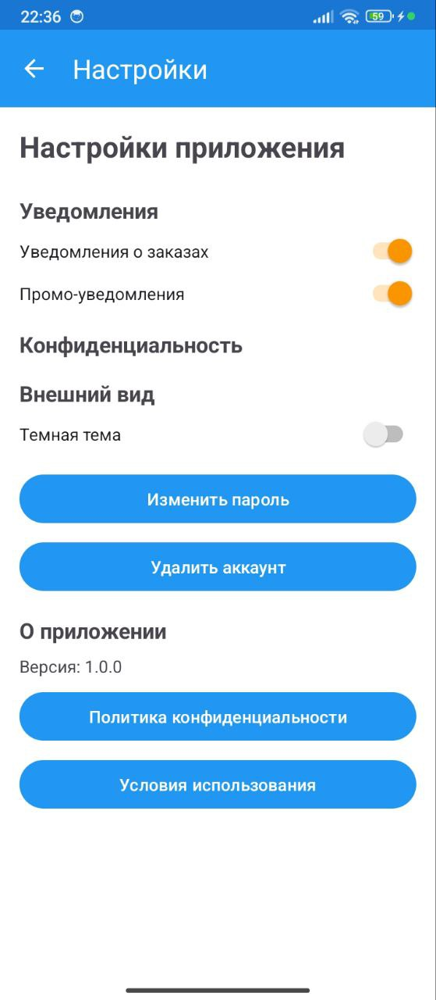 22:36
59
Настройки
Настройки приложения
Уведомления
Уведомления о заказах
Промо-уведомления
Конфиденциальность
Внешний вид
Темная тема
Изменить пароль
Удалить аккаунт
О приложении
Версия: 1.0.0
Политика конфиденциальности
Условия использования